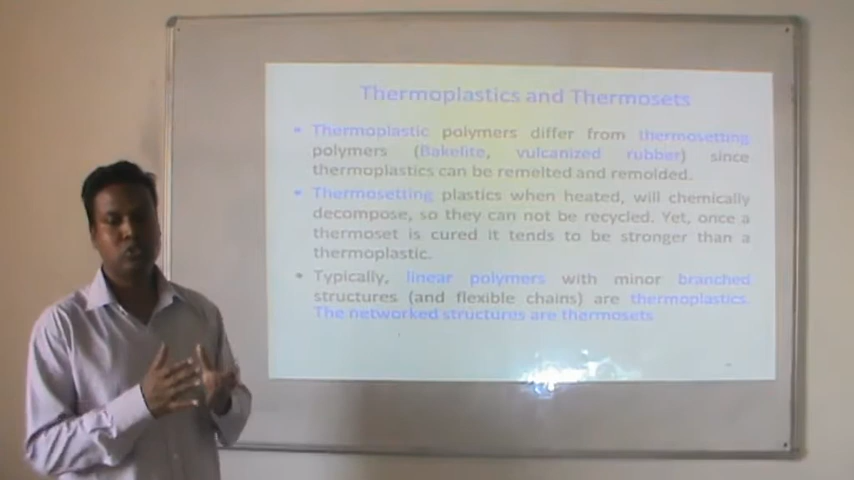 Thermoplastics and Thermosets
• Thermoplastic polymers differ from thermosetting
polymers (Bakelite, vulcanized rubber) since
thermoplastics can be remelted and remolded.
• Thermosetting plastics when heated, will chemically
decompose, so they can not be recycled. Yet, once a
thermoset is cured it tends to be stronger than a
thermoplastic.
• Typically, linear polymers with minor branched
structures (and flexible chains) are thermoplastics.
The networked structures are thermosets